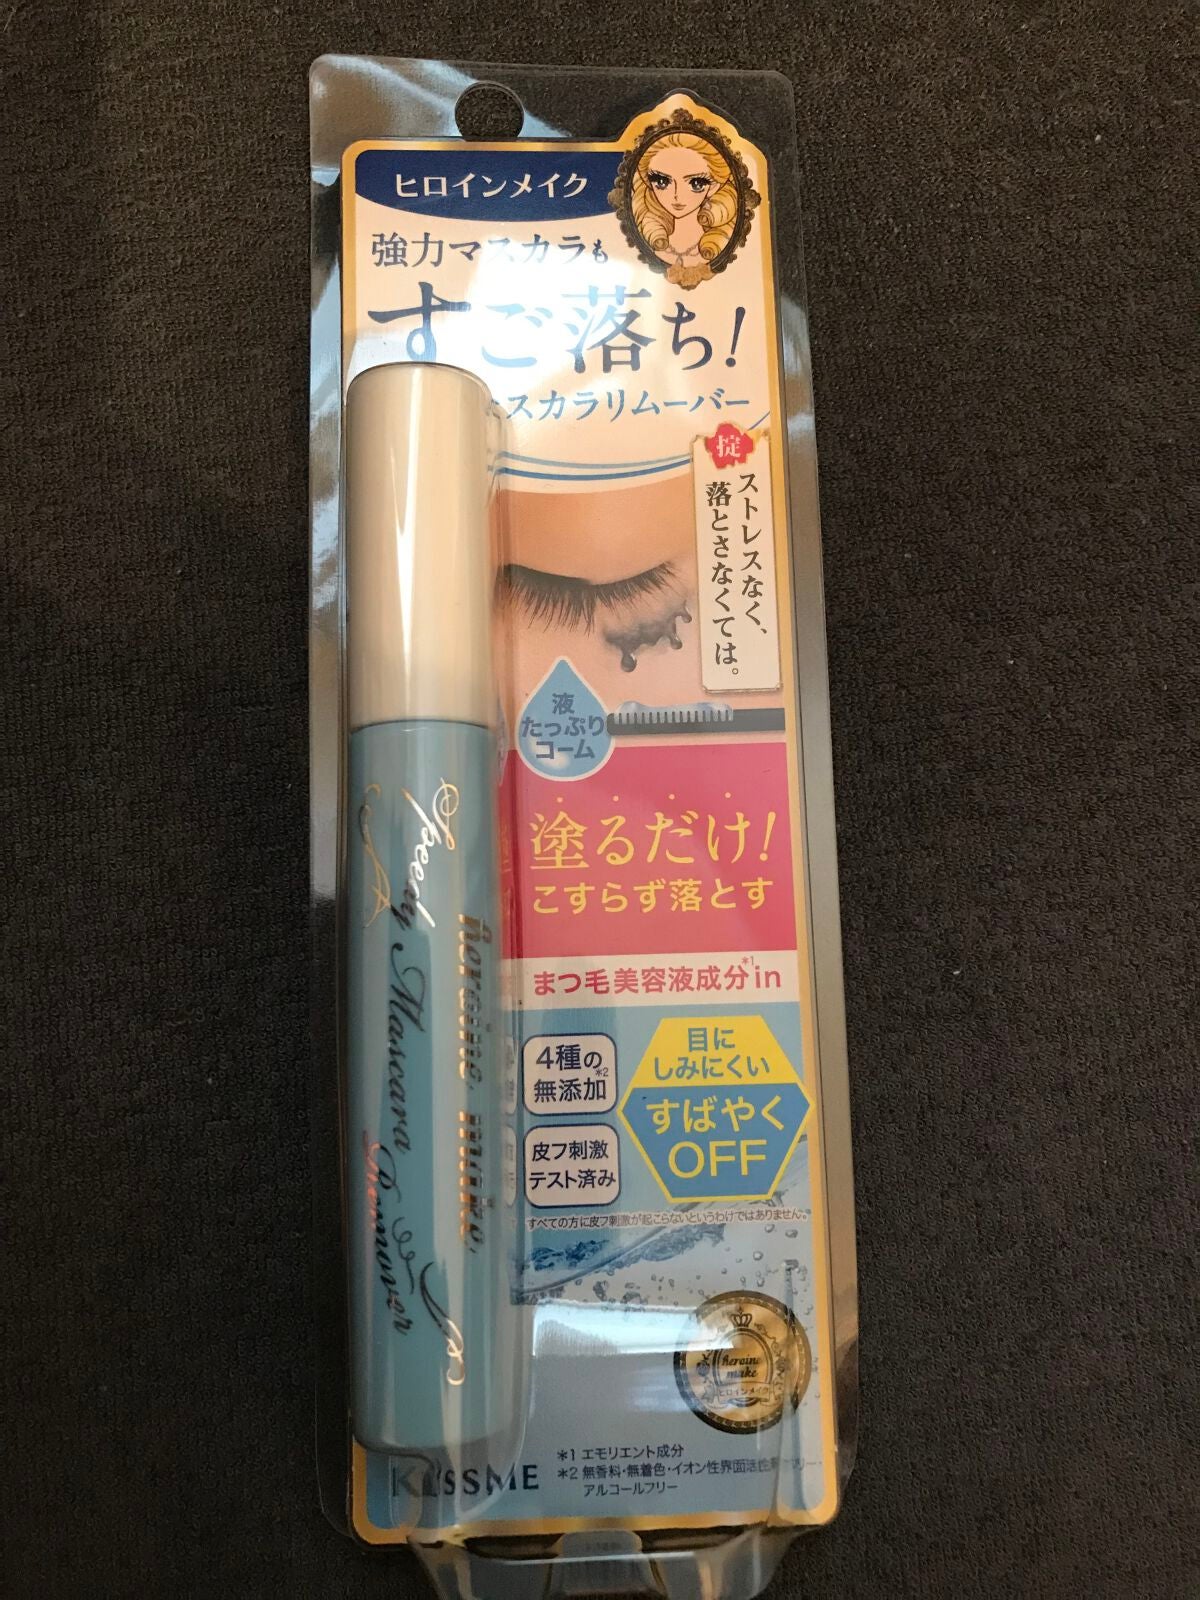 ヒロインメイク
強力マスカラも
すご落ち!
スカラリムーバー
掟
ストレスなく、
落とさなくては。
液
たっぷり
コーム
塗るだけ!
こすらず落とす
まつ毛美容液成分*1in
4種の
無添加*2
皮フ刺激
テスト済み
目に
しみにくい
すばやく
OFF
すべての方に皮フ刺激が起こらないというわけではありません。
Speedy Mascara Remover
heroine make
heroine
make
ヒロインメイク
KISSME
*1 エモリエント成分
*2 無香料・無着色・イオン性界面活性剤フリー・
アルコールフリー